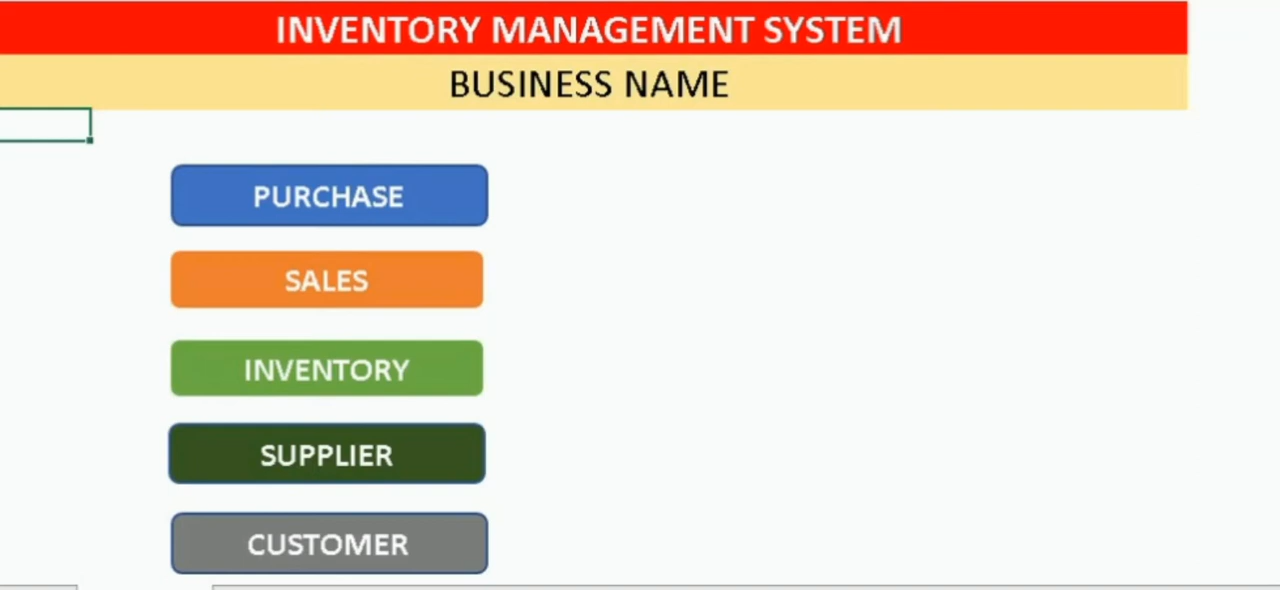 INVENTORY MANAGEMENT SYSTEM
BUSINESS NAME
PURCHASE
SALES
INVENTORY
SUPPLIER
CUSTOMER